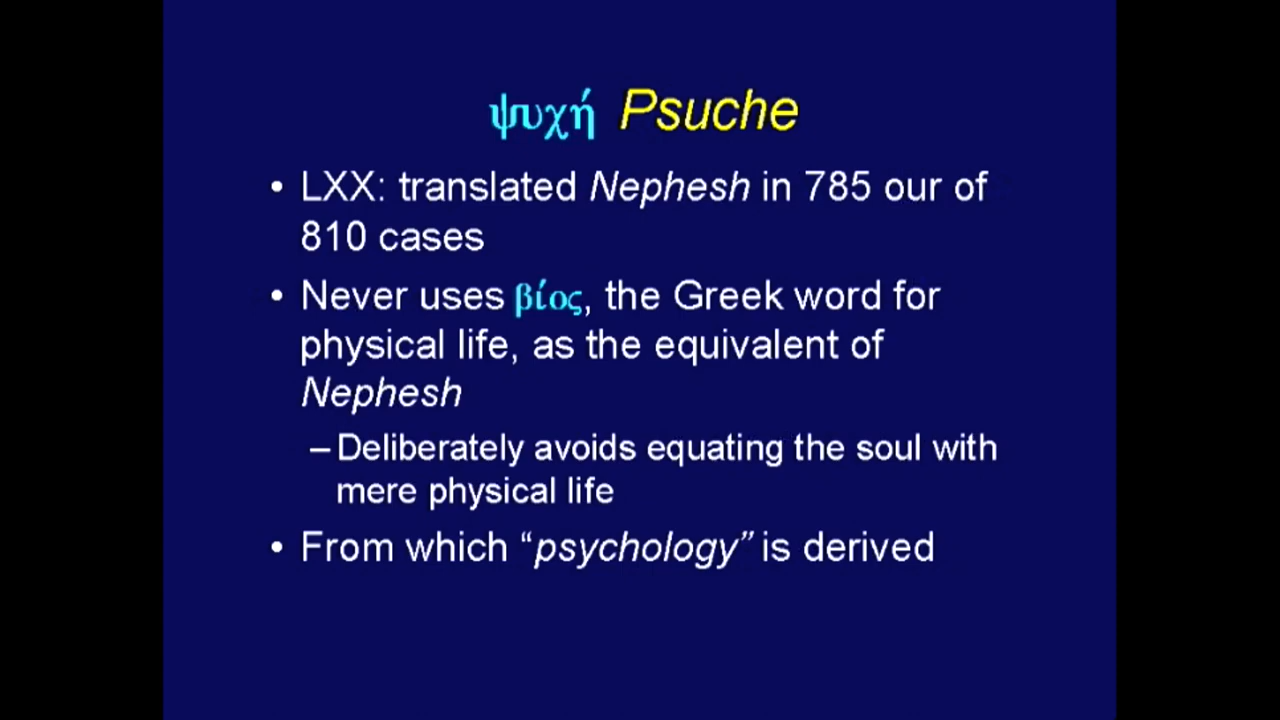 ψυχή Psuche
• LXX: translated Nephesh in 785 our of
810 cases
• Never uses βίος, the Greek word for
physical life, as the equivalent of
Nephesh
– Deliberately avoids equating the soul with
mere physical life
• From which “psychology” is derived